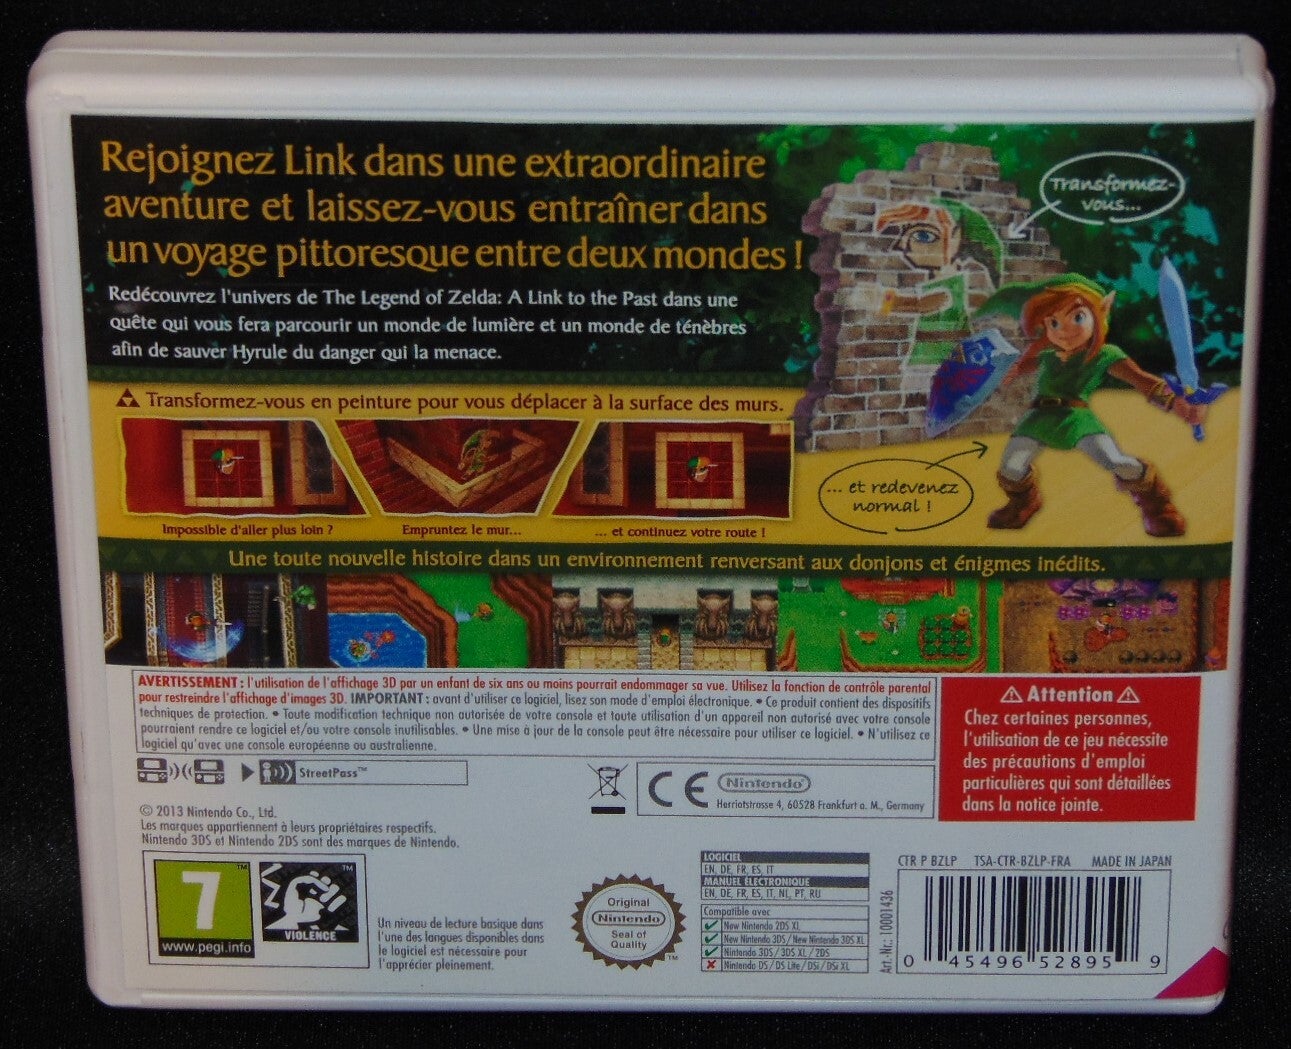 Rejoignez Link dans une extraordinaire
aventure et laissez-vous entraîner dans
un voyage pittoresque entre deux mondes !
Transformez-
vous...
Redécouvrez l'univers de The Legend of Zelda: A Link to the Past dans une
quête qui vous fera parcourir un monde de lumière et un monde de ténèbres
afin de sauver Hyrule du danger qui la menace.
Transformez-vous en peinture pour vous déplacer à la surface des murs.
... et redevenez
normal !
Impossible d'aller plus loin ?
Empruntez le mur...
... et continuez votre route !
Une toute nouvelle histoire dans un environnement renversant aux donjons et énigmes inédits.
AVERTISSEMENT : l'utilisation de l'affichage 3D par un enfant de six ans ou moins pourrait endommager sa vue. Utilisez la fonction de contrôle parental
pour restreindre l'affichage d'images 3D. IMPORTANT : avant d'utiliser ce logiciel, lisez son mode d'emploi électronique. • Ce produit contient des dispositifs
techniques de protection. • Toute modification technique non autorisée de votre console et toute utilisation d'un appareil non autorisé avec votre console
pourraient rendre ce logiciel et/ou votre console inutilisables. • Une mise à jour de la console peut être nécessaire pour utiliser ce logiciel. • N'utilisez ce
logiciel qu'avec une console européenne ou australienne.
Attention
Chez certaines personnes,
l'utilisation de ce jeu nécessite
des précautions d'emploi
particulières qui sont détaillées
dans la notice jointe.
StreetPass™
CE
Nintendo
Herriotstrasse 4, 60528 Frankfurt a. M., Germany
© 2013 Nintendo Co., Ltd.
Les marques appartiennent à leurs propriétaires respectifs.
Nintendo 3DS et Nintendo 2DS sont des marques de Nintendo.
7
www.pegi.info
VIOLENCE
Un niveau de lecture basique dans
l'une des langues disponibles dans
le logiciel est nécessaire pour
l'apprécier pleinement.
Original
Nintendo
Seal of
Quality
TM
LOGICIEL
EN, DE, FR, ES, IT
MANUEL ÉLECTRONIQUE
EN, DE, FR, ES, IT, NL, PT, RU
Compatible avec
New Nintendo 2DS XL
New Nintendo 3DS / New Nintendo 3DS XL
Nintendo 3DS / 3DS XL / 2DS
Nintendo DS / DS Lite / DSi / DSi XL
Art.-Nr.: 10001436
CTR P BZLP TSA-CTR-BZLP-FRA MADE IN JAPAN
0 45496 52895 9